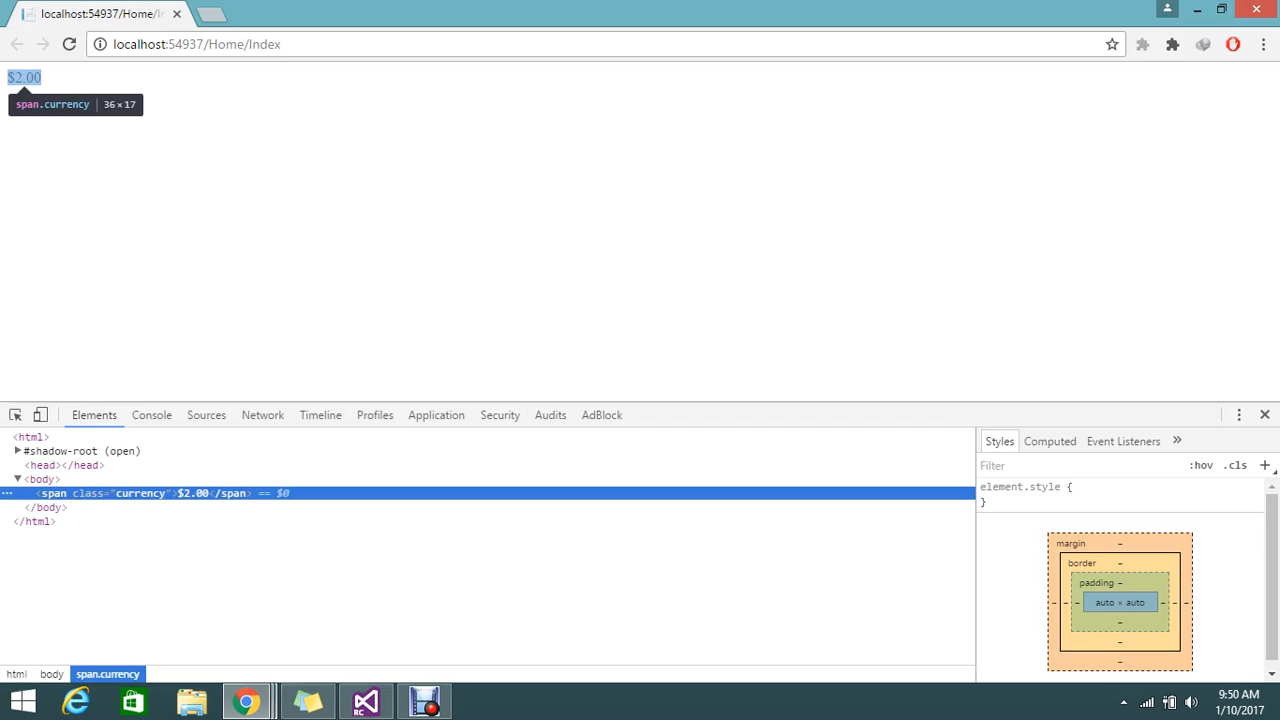 localhost:54937/Home/I
localhost:54937/Home/Index
$2.00
span.currency 36 × 17
Elements Console Sources Network Timeline Profiles Application Security Audits AdBlock
<html>
#shadow-root (open)
<head></head>
<body>
<span class="currency">$2.00</span> == $0
</body>
</html>
html body span.currency
Styles Computed Event Listeners »
Filter :hov .cls +
element.style {
}
margin –
border –
padding –
– – – auto × auto – – –
–
–
–
RC
9:50 AM
1/10/2017